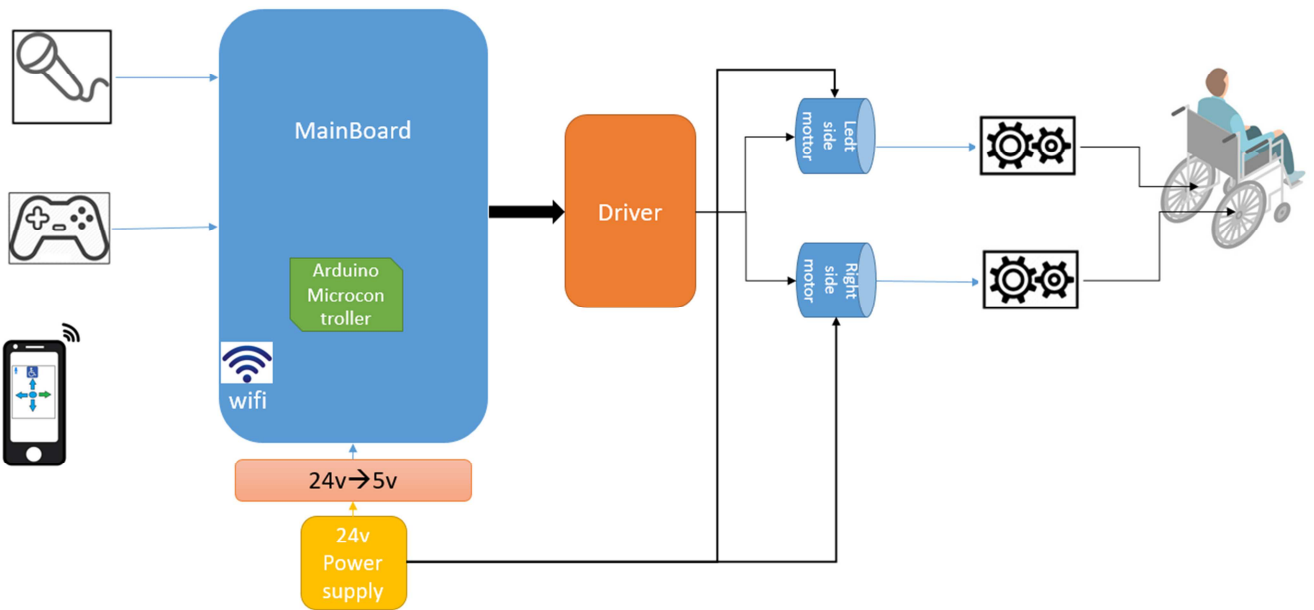 MainBoard
Arduino
Microcon
troller
wifi
24v→5v
24v
Power
supply
Driver
Ledt
side
mottor
Right
side
motor